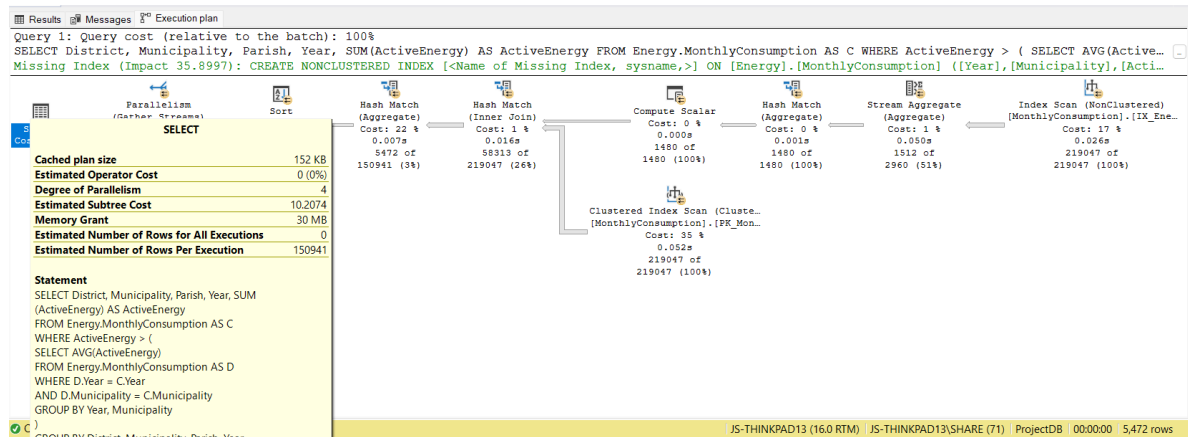 Results Messages Execution plan
Query 1: Query cost (relative to the batch): 100%
SELECT District, Municipality, Parish, Year, SUM(ActiveEnergy) AS ActiveEnergy FROM Energy.MonthlyConsumption AS C WHERE ActiveEnergy > ( SELECT AVG(Active…
Missing Index (Impact 35.8997): CREATE NONCLUSTERED INDEX [<Name of Missing Index, sysname,>] ON [Energy].[MonthlyConsumption] ([Year],[Municipality],[Acti…
Parallelism
(Gather Streams)
Sort
Hash Match
(Aggregate)
Cost: 22 %
0.007s
5472 of
150941 (3%)
Hash Match
(Inner Join)
Cost: 1 %
0.016s
58313 of
219047 (26%)
Compute Scalar
Cost: 0 %
0.000s
1480 of
1480 (100%)
Hash Match
(Aggregate)
Cost: 0 %
0.001s
1480 of
1480 (100%)
Stream Aggregate
(Aggregate)
Cost: 1 %
0.050s
1512 of
2960 (51%)
Index Scan (NonClustered)
[MonthlyConsumption].[IX_Ene…
Cost: 17 %
0.026s
219047 of
219047 (100%)
Clustered Index Scan (Cluste…
[MonthlyConsumption].[PK_Mon…
Cost: 35 %
0.052s
219047 of
219047 (100%)
SELECT
Cached plan size 152 KB
Estimated Operator Cost 0 (0%)
Degree of Parallelism 4
Estimated Subtree Cost 10.2074
Memory Grant 30 MB
Estimated Number of Rows for All Executions 0
Estimated Number of Rows Per Execution 150941
Statement
SELECT District, Municipality, Parish, Year, SUM
(ActiveEnergy) AS ActiveEnergy
FROM Energy.MonthlyConsumption AS C
WHERE ActiveEnergy > (
SELECT AVG(ActiveEnergy)
FROM Energy.MonthlyConsumption AS D
WHERE D.Year = C.Year
AND D.Municipality = C.Municipality
GROUP BY Year, Municipality
)
GROUP BY District, Municipality, Parish, Year
JS-THINKPAD13 (16.0 RTM) JS-THINKPAD13\SHARE (71) ProjectDB 00:00:00 5,472 rows